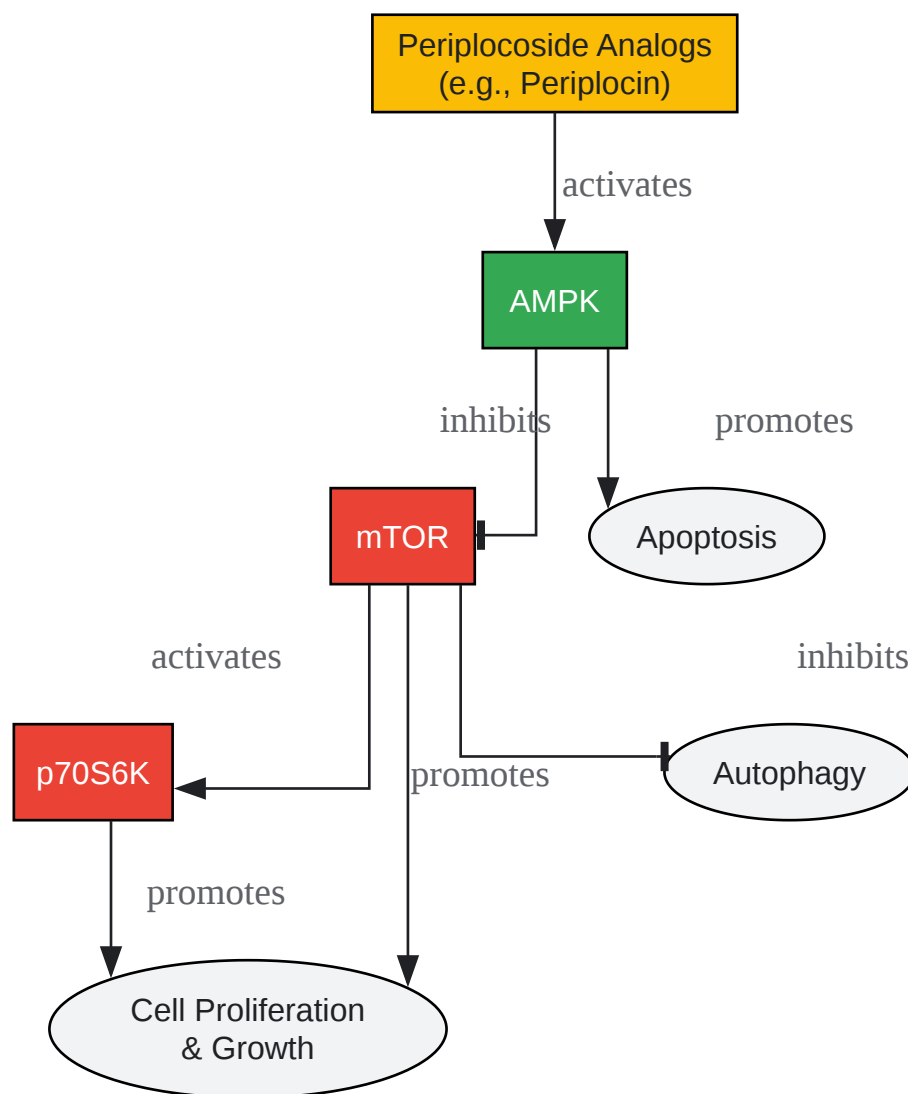 Periplocoside Analogs
(e.g., Periplocin)
activates
AMPK
inhibits
promotes
mTOR
Apoptosis
activates
inhibits
p70S6K
promotes
Autophagy
promotes
Cell Proliferation
& Growth